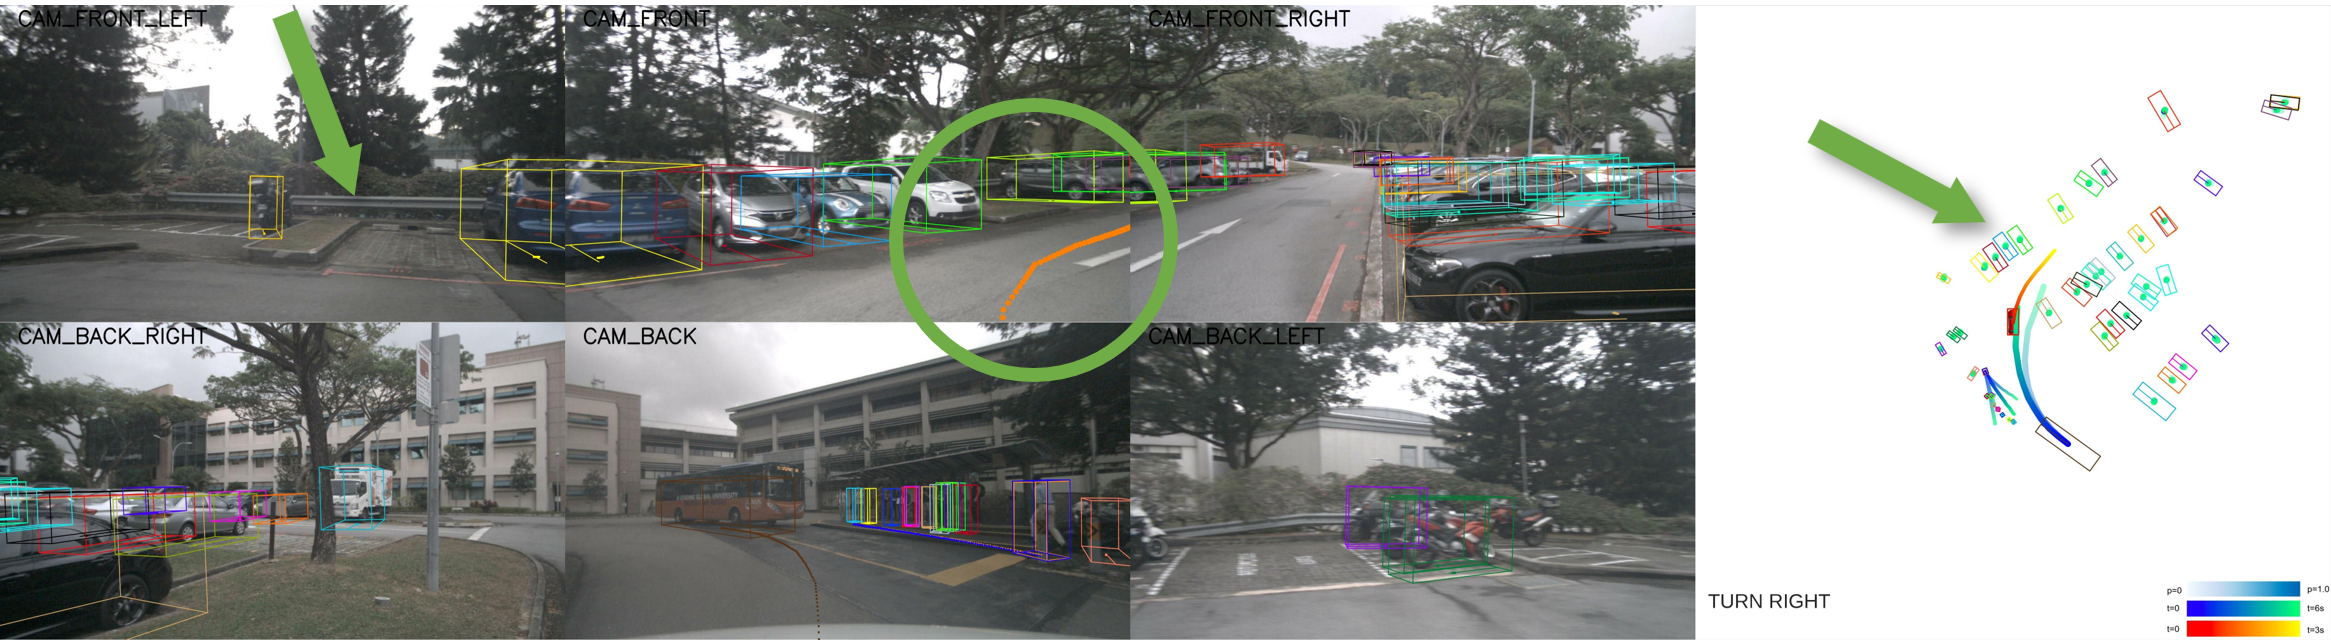 CAM_FRONT_LEFT
CAM_FRONT
CAM_FRONT_RIGHT
CAM_BACK_RIGHT
CAM_BACK
CAM_BACK_LEFT
TURN RIGHT
p=0
p=1.0
t=0
t=6s
t=0
t=3s